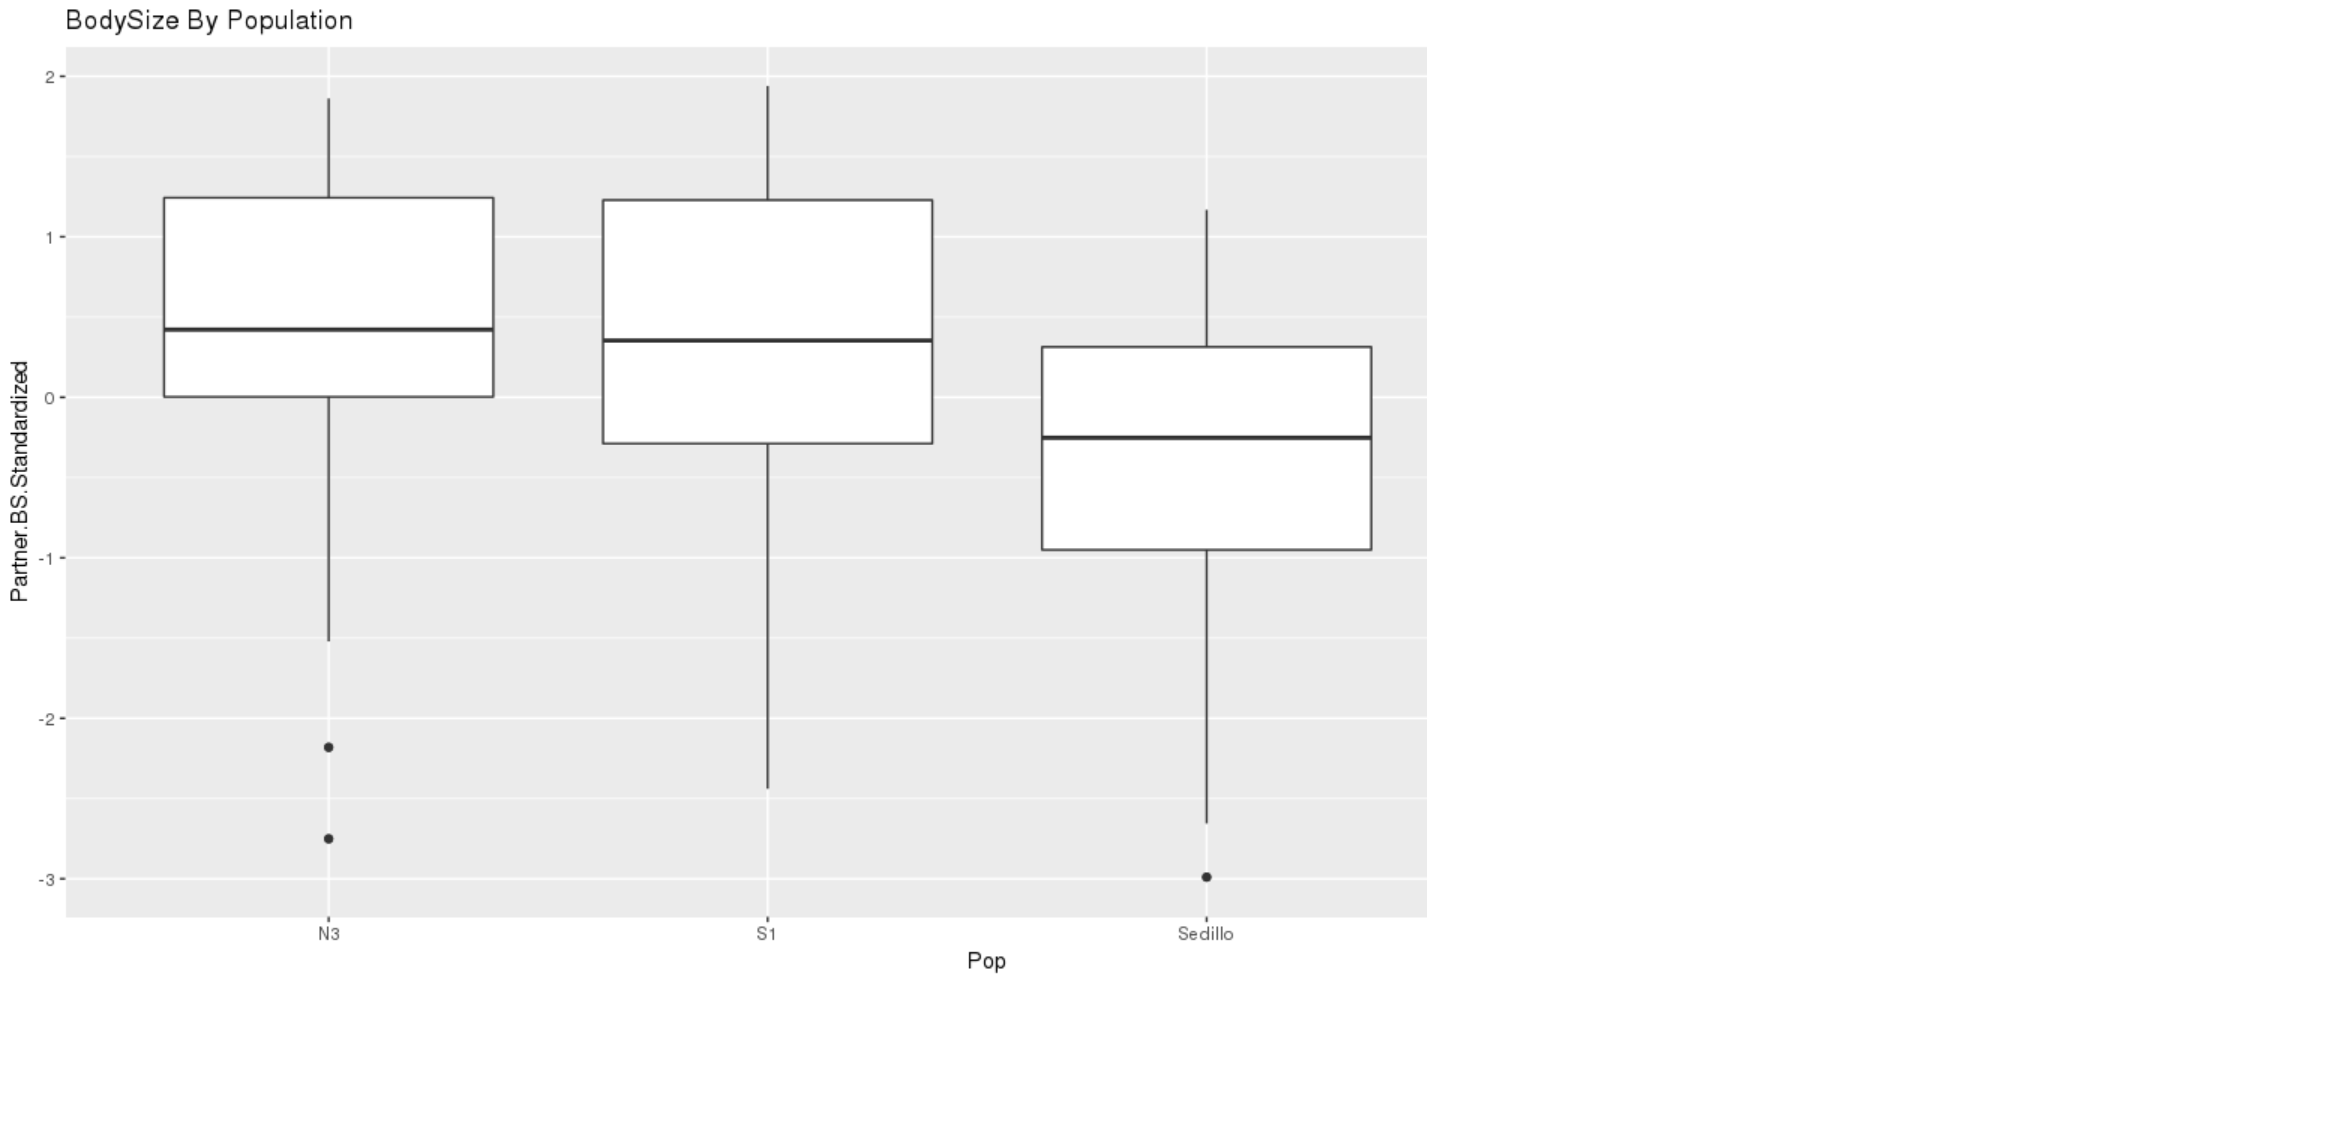 BodySize By Population
Partner.BS.Standardized
2
1
0
-1
-2
-3
N3
S1
Sedillo
Pop